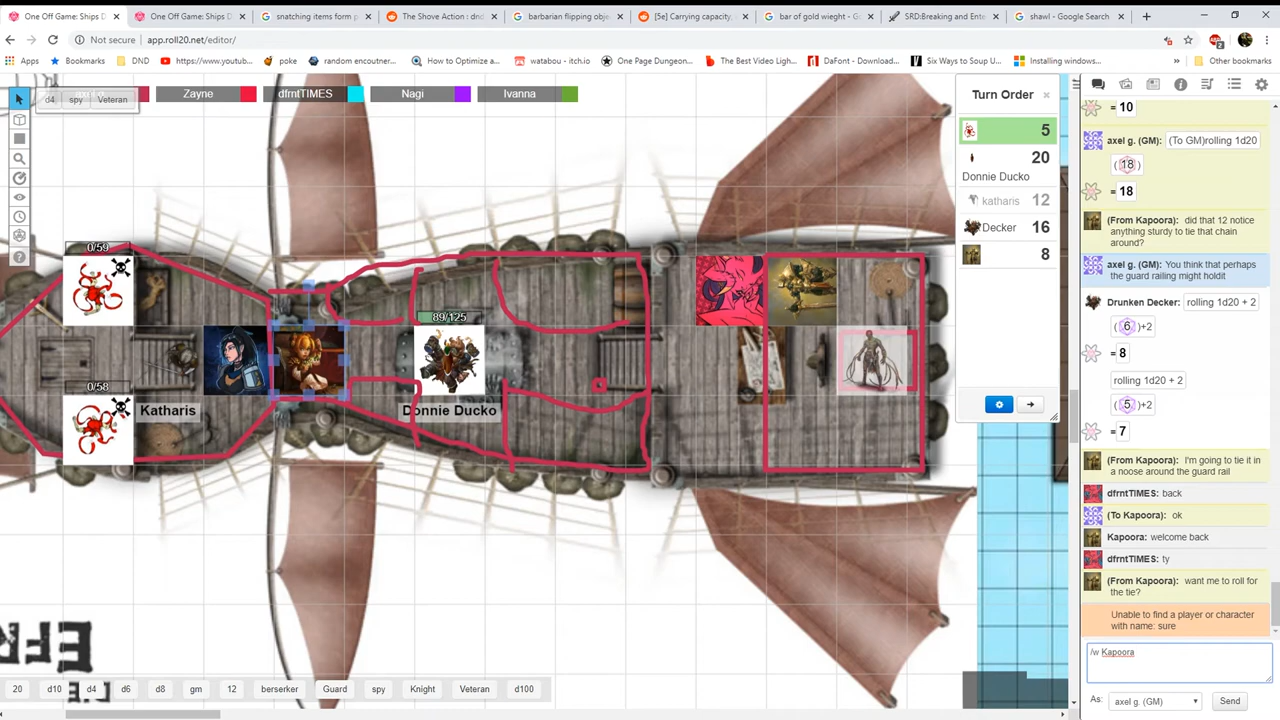 One Off Game: Ships D
One Off Game: Ships D
snatching items form p
The Shove Action : dno
barbarian flipping obje
[5e] Carrying capacity,
bar of gold wieght - Go
SRD:Breaking and Ente
shawl - Google Search
Not secure | app.roll20.net/editor/
Apps
Bookmarks
DND
https://www.youtub...
poke
random encoutner...
How to Optimize a...
watabou - itch.io
One Page Dungeon...
The Best Video Ligh...
DaFont - Downloa...
Six Ways to Soup U...
Installing windows...
Other bookmarks
d4
spy
Veteran
Zayne
dfrntTIMES
Nagi
Ivanna
0/59
0/58
89/125
Katharis
Donnie Ducko
Turn Order
5
20
Donnie Ducko
katharis 12
Decker 16
8
= 10
axel g. (GM): (To GM)rolling 1d20
(18)
= 18
(From Kapoora): did that 12 notice
anything sturdy to tie that chain
around?
axel g. (GM): You think that perhaps
the guard railing might holdit
Drunken Decker: rolling 1d20 + 2
(6)+2
= 8
rolling 1d20 + 2
(5)+2
= 7
(From Kapoora): I'm going to tie it in
a noose around the guard rail
dfrntTIMES: back
(To Kapoora): ok
Kapoora: welcome back
dfrntTIMES: ty
(From Kapoora): want me to roll for
the tie?
Unable to find a player or character
with name: sure
/w Kapoora
As: axel g. (GM)
Send
20
d10
d4
d6
d8
gm
12
berserker
Guard
spy
Knight
Veteran
d100